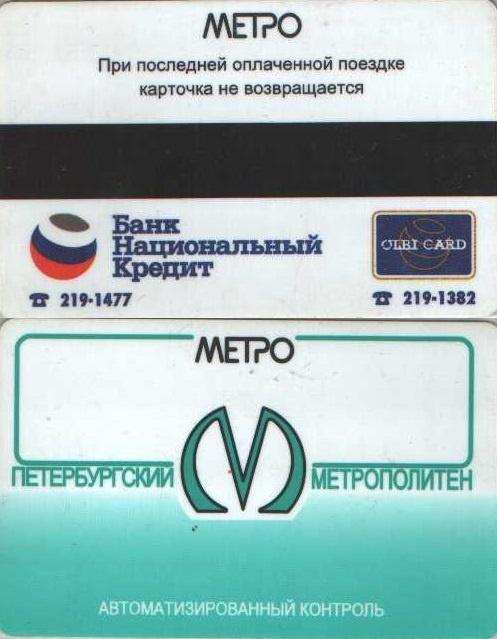 МЕТРО
При последней оплаченной поездке
карточка не возвращается
Банк
Национальный
Кредит
☎ 219-1477
OLBI CARD
☎ 219-1382
МЕТРО
ПЕТЕРБУРГСКИЙ МЕТРОПОЛИТЕН
АВТОМАТИЗИРОВАННЫЙ КОНТРОЛЬ